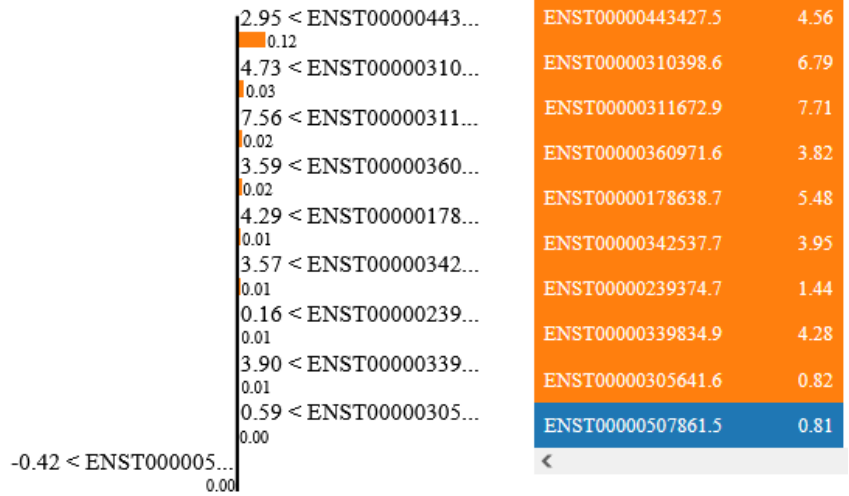 2.95 < ENST00000443...
0.12
4.73 < ENST00000310...
0.03
7.56 < ENST00000311...
0.02
3.59 < ENST00000360...
0.02
4.29 < ENST00000178...
0.01
3.57 < ENST00000342...
0.01
0.16 < ENST00000239...
0.01
3.90 < ENST00000339...
0.01
0.59 < ENST00000305...
0.00
-0.42 < ENST000005...
0.00
ENST00000443427.5 4.56
ENST00000310398.6 6.79
ENST00000311672.9 7.71
ENST00000360971.6 3.82
ENST00000178638.7 5.48
ENST00000342537.7 3.95
ENST00000239374.7 1.44
ENST00000339834.9 4.28
ENST00000305641.6 0.82
ENST00000507861.5 0.81